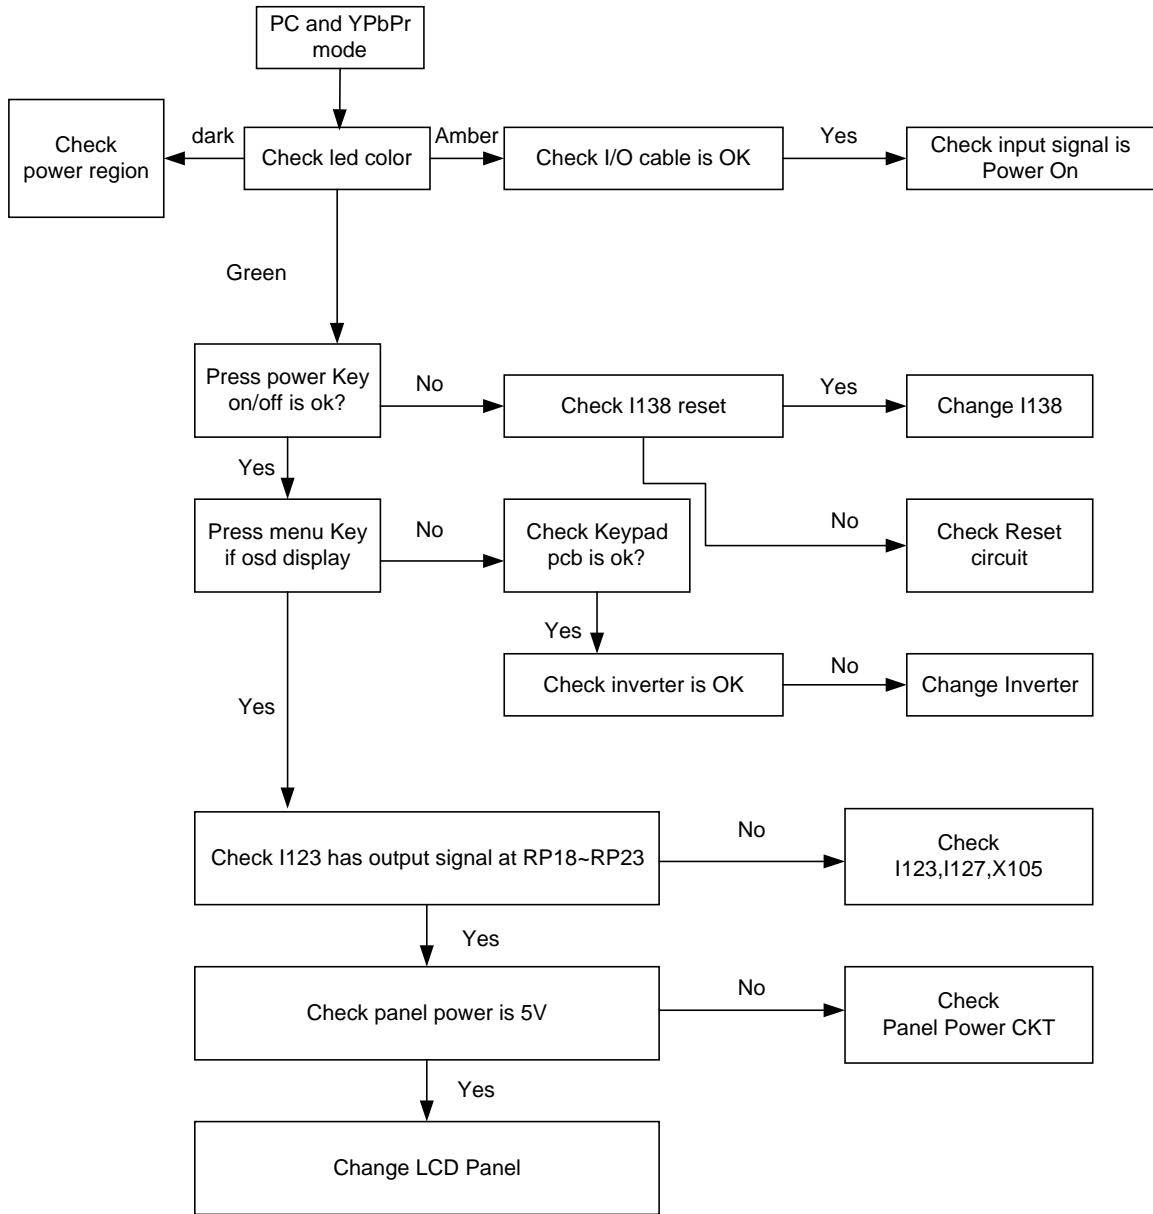 PC and YPbPr
mode
dark
Amber
Yes
Check
power region
Check led color
Check I/O cable is OK
Check input signal is
Power On
Green
Press power Key
on/off is ok?
No
Check I138 reset
Yes
Change I138
Yes
Press menu Key
if osd display
No
Check Keypad
pcb is ok?
No
Check Reset
circuit
Yes
Check inverter is OK
No
Change Inverter
Yes
Check I123 has output signal at RP18~RP23
No
Check
I123,I127,X105
Yes
Check panel power is 5V
No
Check
Panel Power CKT
Yes
Change LCD Panel